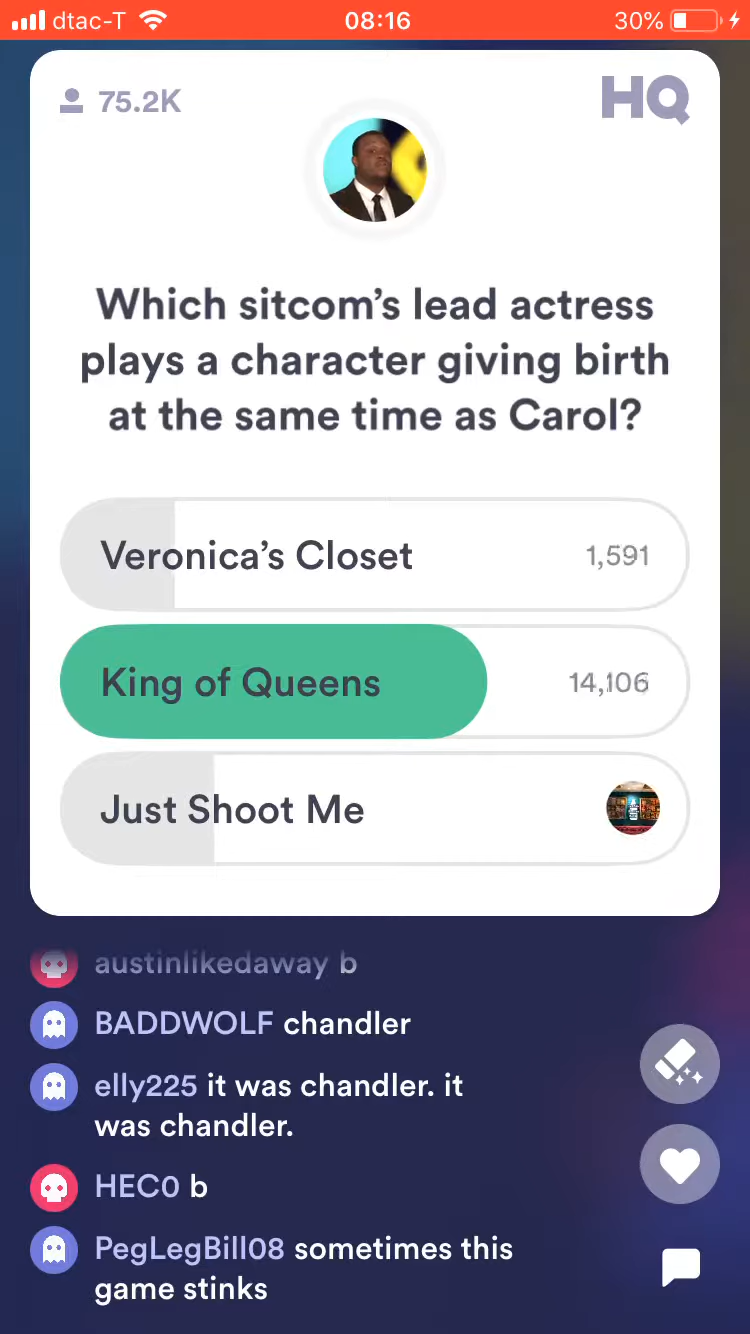 dtac-T 08:16 30%
75.2K HQ
Which sitcom's lead actress
plays a character giving birth
at the same time as Carol?
Veronica's Closet 1,591
King of Queens 14,106
Just Shoot Me
austinlikedaway b
BADDWOLF chandler
elly225 it was chandler. it
was chandler.
HEC0 b
PegLegBill08 sometimes this
game stinks